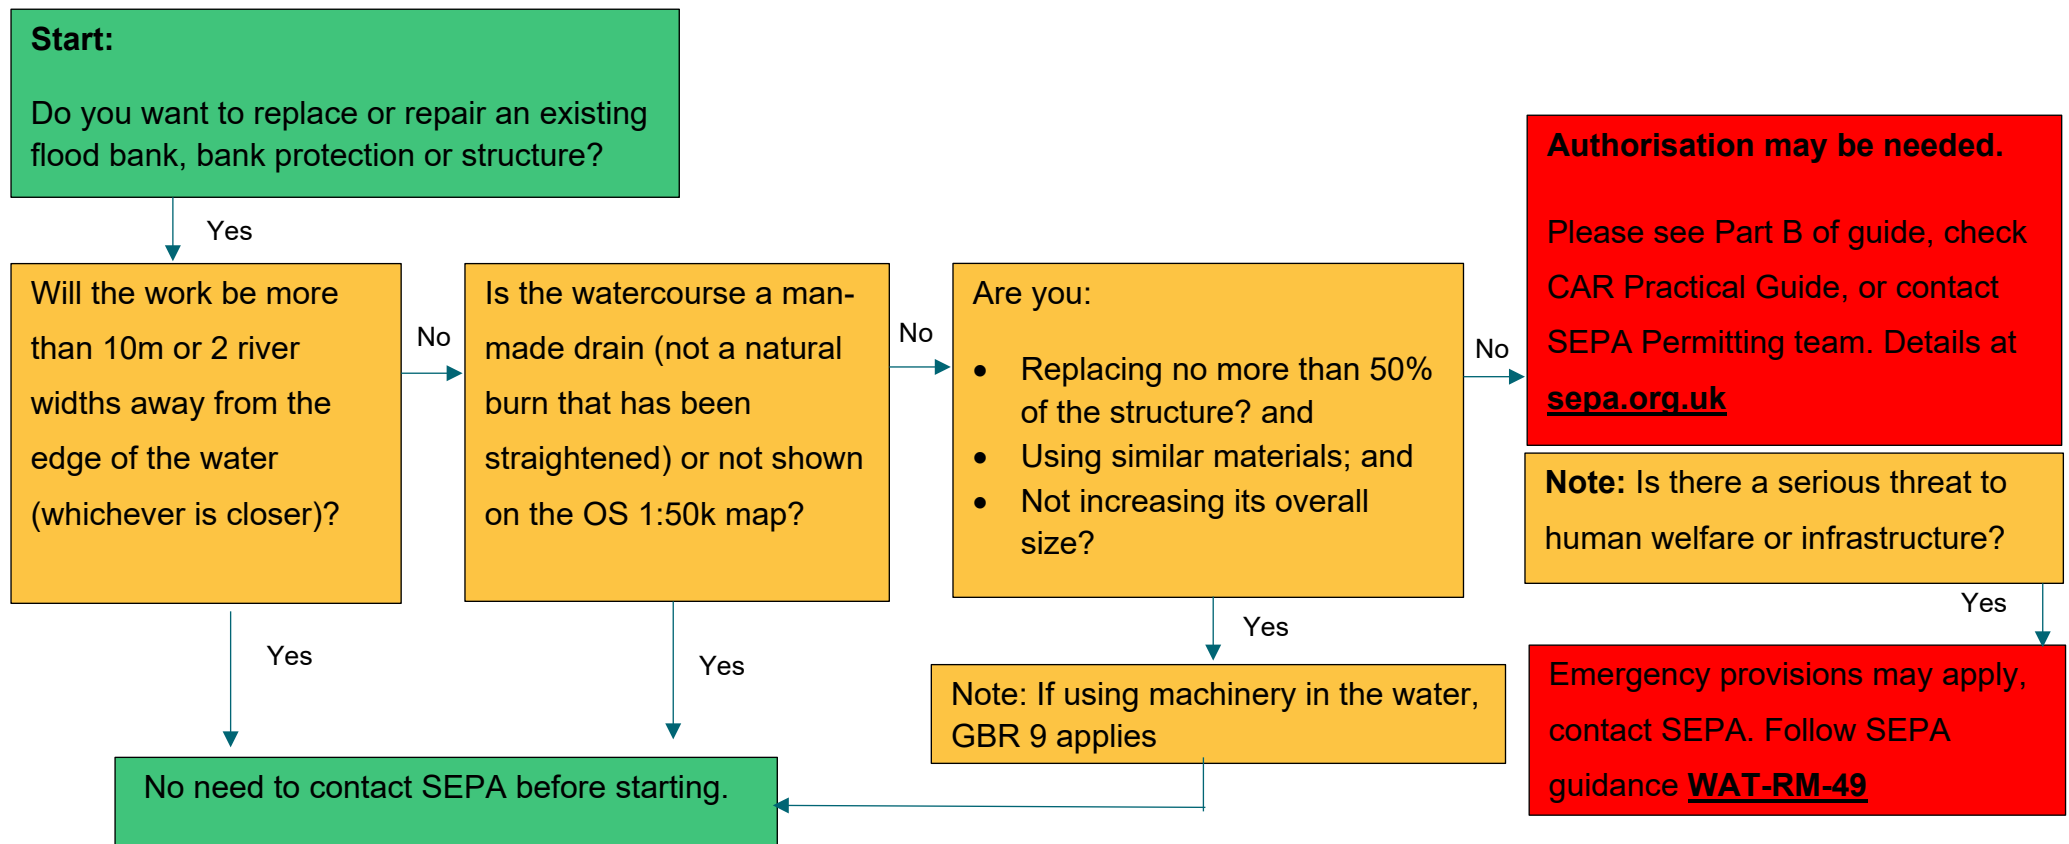 Start:
Do you want to replace or repair an existing
flood bank, bank protection or structure?
Yes
Will the work be more
than 10m or 2 river
widths away from the
edge of the water
(whichever is closer)?
No
Yes
Is the watercourse a man-
made drain (not a natural
burn that has been
straightened) or not shown
on the OS 1:50k map?
No
Yes
Are you:
• Replacing no more than 50%
of the structure? and
• Using similar materials; and
• Not increasing its overall
size?
No
Yes
Note: If using machinery in the water,
GBR 9 applies
No need to contact SEPA before starting.
Authorisation may be needed.
Please see Part B of guide, check
CAR Practical Guide, or contact
SEPA Permitting team. Details at
sepa.org.uk
Note: Is there a serious threat to
human welfare or infrastructure?
Yes
Emergency provisions may apply,
contact SEPA. Follow SEPA
guidance WAT-RM-49